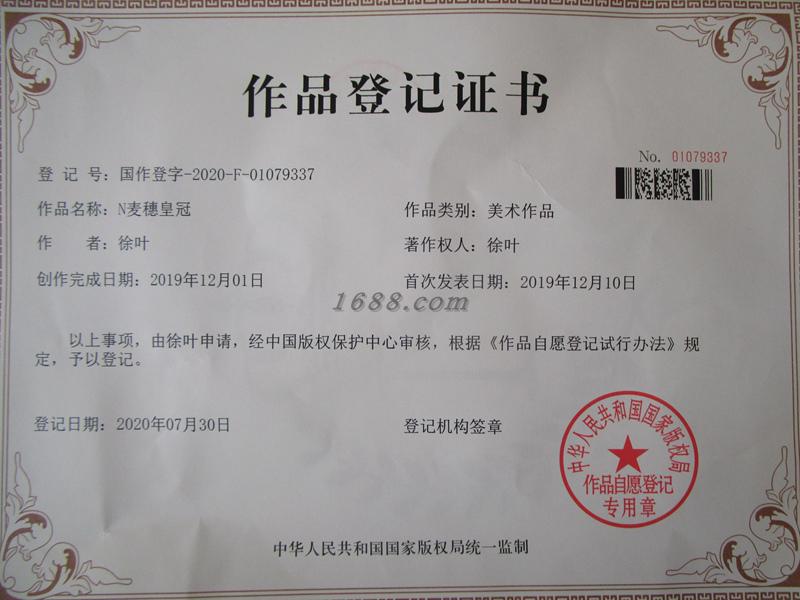 作品登记证书
No. 01079337
登 记 号：国作登字-2020-F-01079337
作品名称：N麦穗皇冠
作品类别：美术作品
作 者：徐叶
著作权人：徐叶
创作完成日期：2019年12月01日
首次发表日期：2019年12月10日
1688.com
以上事项，由徐叶申请，经中国版权保护中心审核，根据《作品自愿登记试行办法》规
定，予以登记。
登记日期：2020年07月30日
登记机构签章
中华人民共和国国家版权局
作品自愿登记
专用章
中华人民共和国国家版权局统一监制